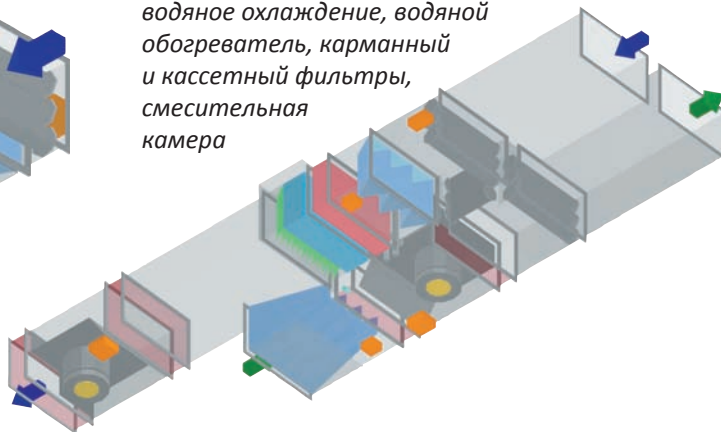 водяное охлаждение, водяной
обогреватель, карманный
и кассетный фильтры,
смесительная
камера